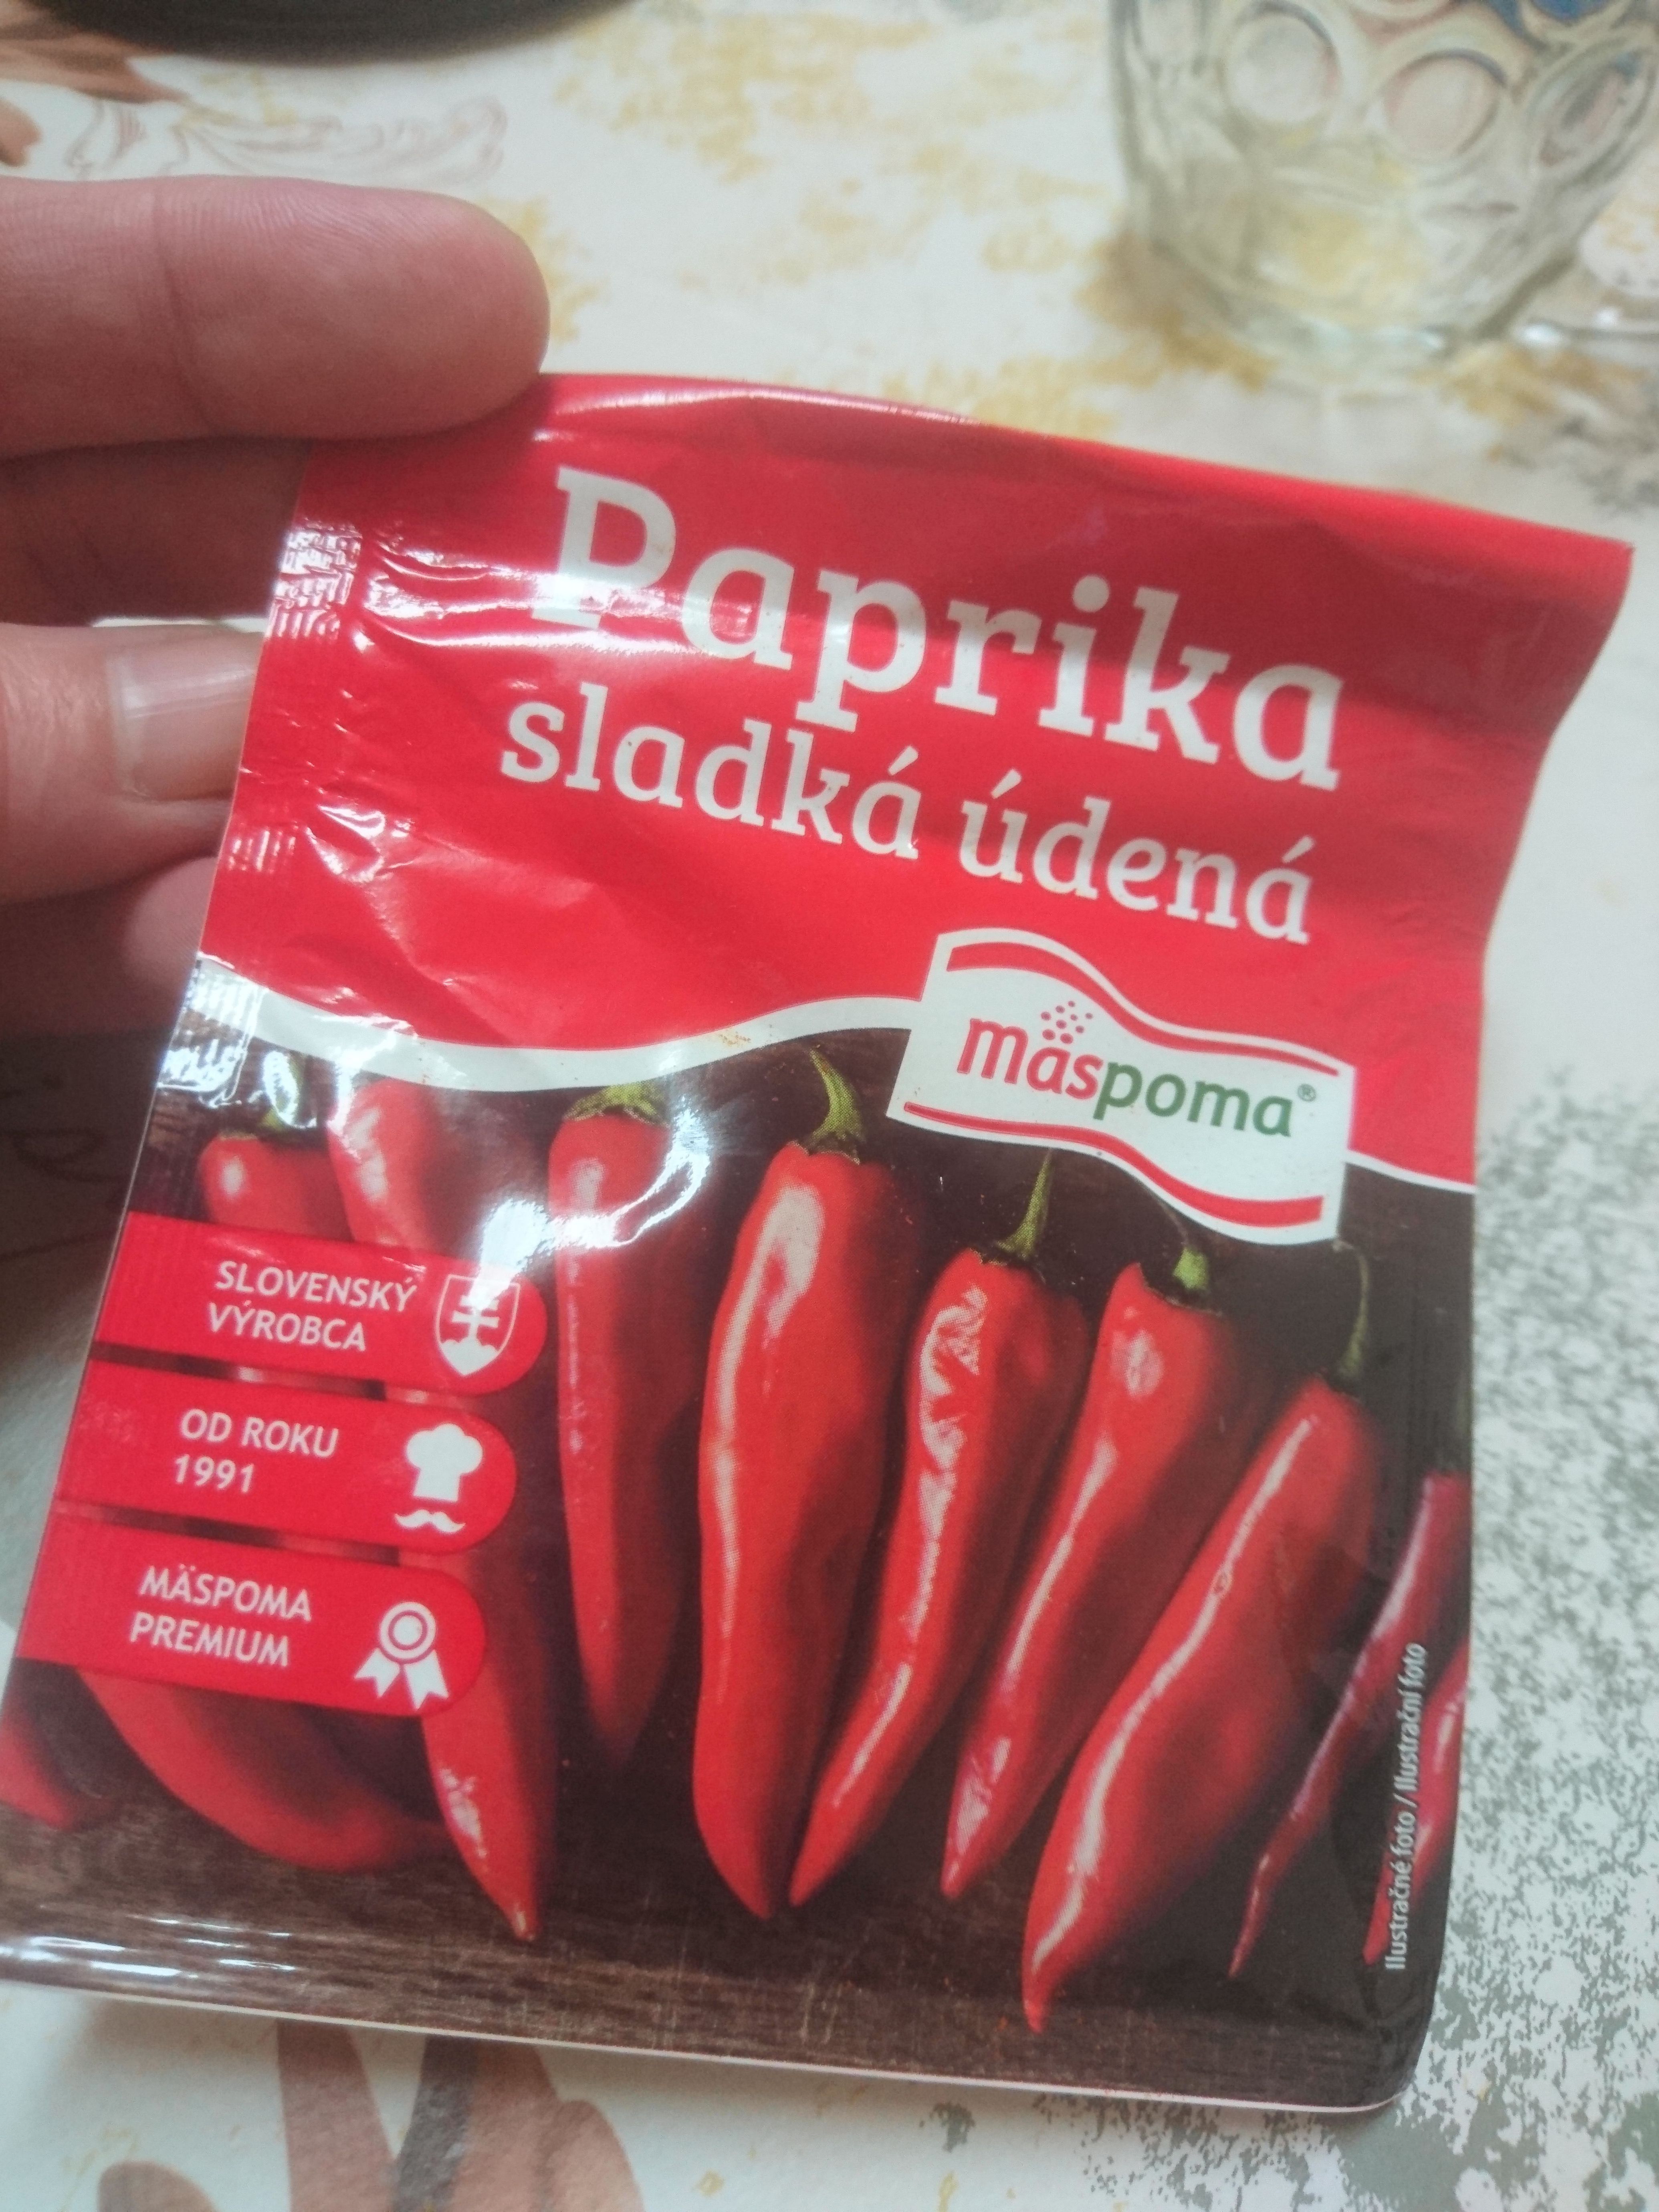 Paprika
sladká údená
mäspoma®
SLOVENSKÝ
VÝROBCA
OD ROKU
1991
MÄSPOMA
PREMIUM
Ilustračné foto / Ilustrační foto